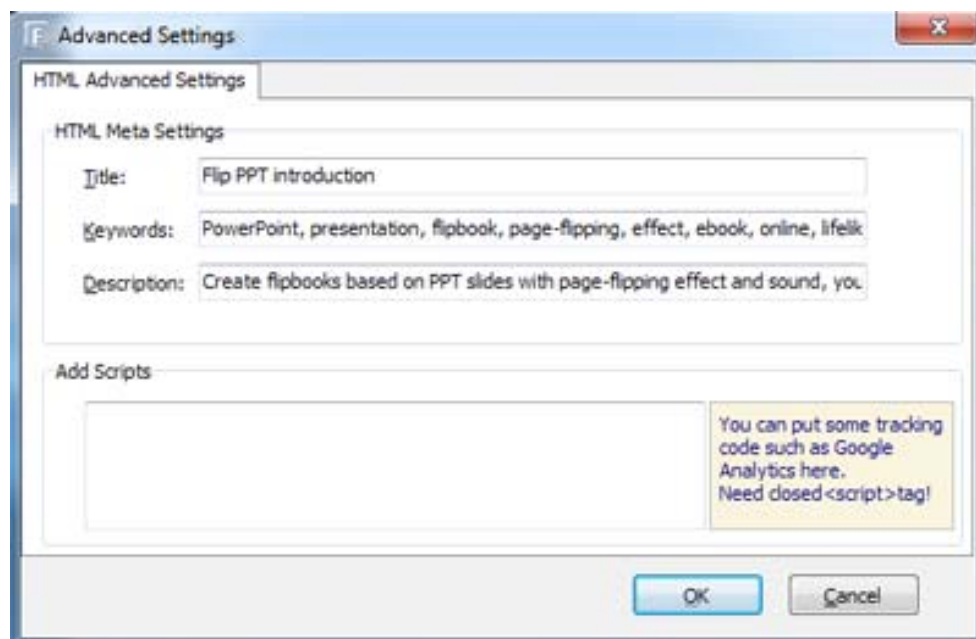 Advanced Settings
HTML Advanced Settings
HTML Meta Settings
Title: Flip PPT introduction
Keywords: PowerPoint, presentation, flipbook, page-flipping, effect, ebook, online, lifelik
Description: Create flipbooks based on PPT slides with page-flipping effect and sound, you
Add Scripts
You can put some tracking
code such as Google
Analytics here.
Need closed<script>tag!
OK Cancel